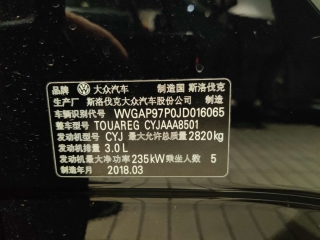 品牌 大众汽车 制造国 斯洛伐克
生产厂 斯洛伐克大众汽车股份公司
车辆识别代号 WVGAP97P0JD016065
整车型号 TOUAREG CYJAAA8501
发动机型号 CYJ 最大允许总质量 2820kg
发动机排量 3.0L
发动机最大净功率 235kW 乘坐人数 5
制造年月 2018.03